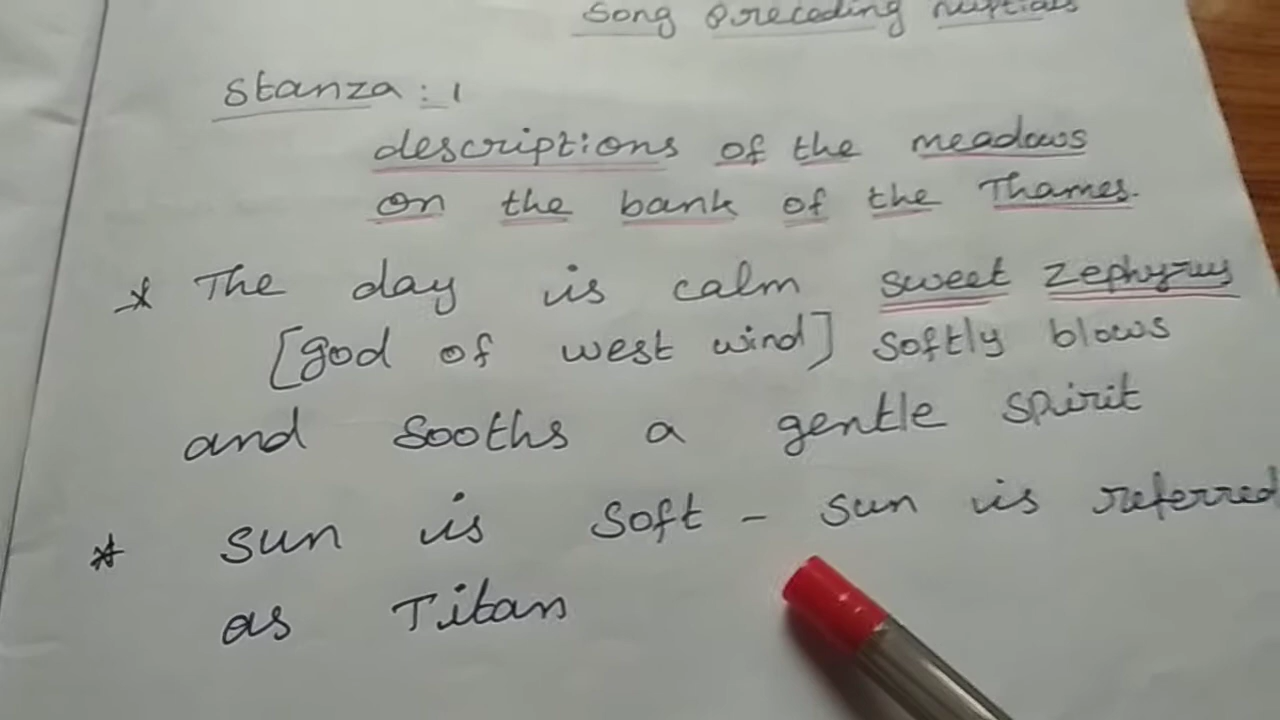 Song preceding nuptials
Stanza : 1
descriptions of the meadows
on the bank of the Thames.
* The day is calm sweet zephyrus
[god of west wind] softly blows
and sooths a gentle spirit
* sun is soft - sun is referred
as Titan